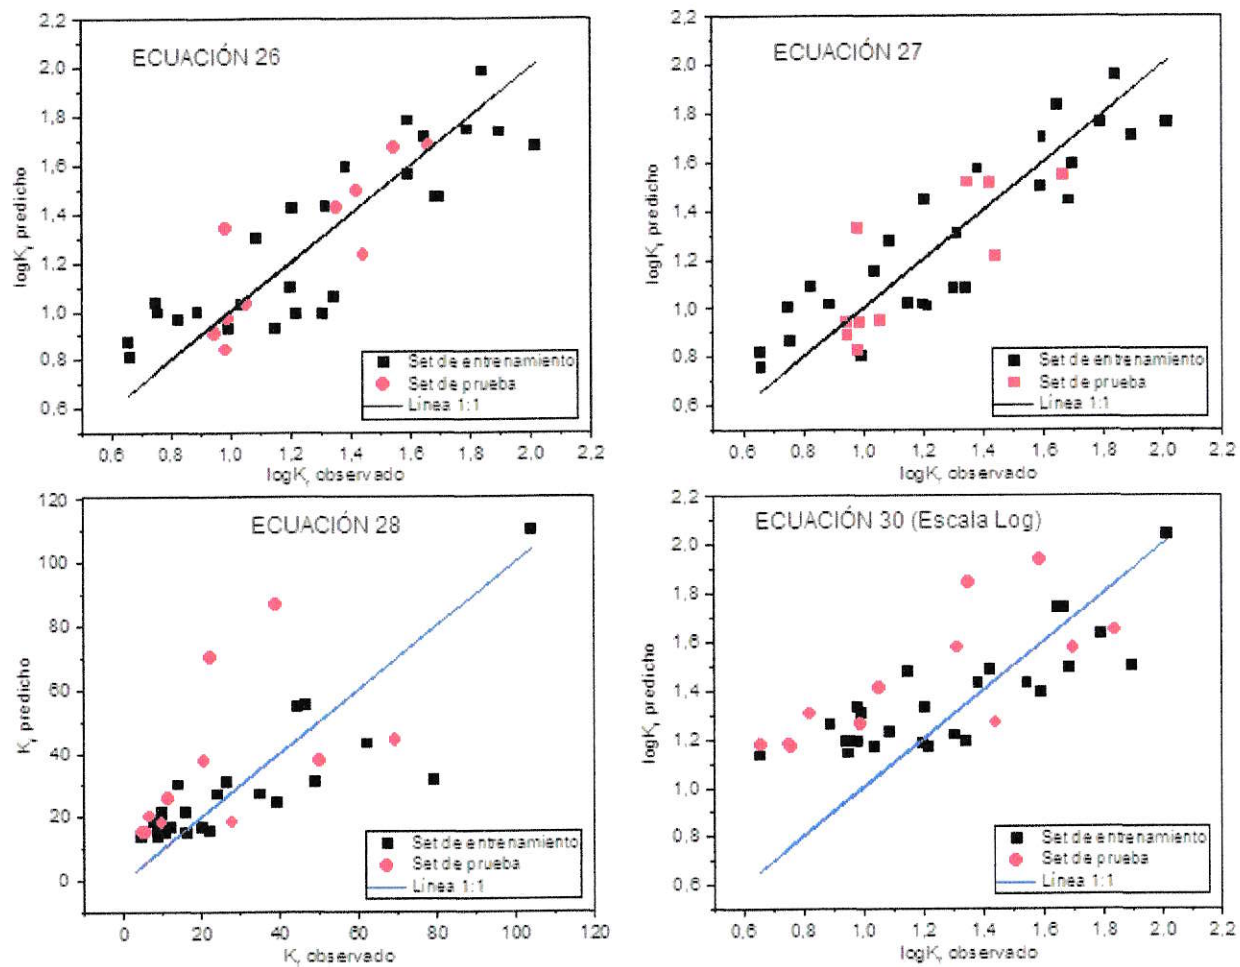 ECUACIÓN 26
2,2
2,0
1,8
1,6
1,4
1,2
1,0
0,8
0,6
logKf predicho
Set de entrenamiento
Set de prueba
Línea 1:1
0,6 0,8 1,0 1,2 1,4 1,6 1,8 2,0 2,2
logKf observado
ECUACIÓN 27
2,2
2,0
1,8
1,6
1,4
1,2
1,0
0,8
0,6
logKf predicho
Set de entrenamiento
Set de prueba
Línea 1:1
0,6 0,8 1,0 1,2 1,4 1,6 1,8 2,0 2,2
logKf observado
ECUACIÓN 28
120
100
80
60
40
20
0
Kf predicho
Set de entrenamiento
Set de prueba
Línea 1:1
0 20 40 60 80 100 120
Kf observado
ECUACIÓN 30 (Escala Log)
2,2
2,0
1,8
1,6
1,4
1,2
1,0
0,8
0,6
logKf predicho
Set de entrenamiento
Set de prueba
Línea 1:1
0,6 0,8 1,0 1,2 1,4 1,6 1,8 2,0 2,2
logKf observado